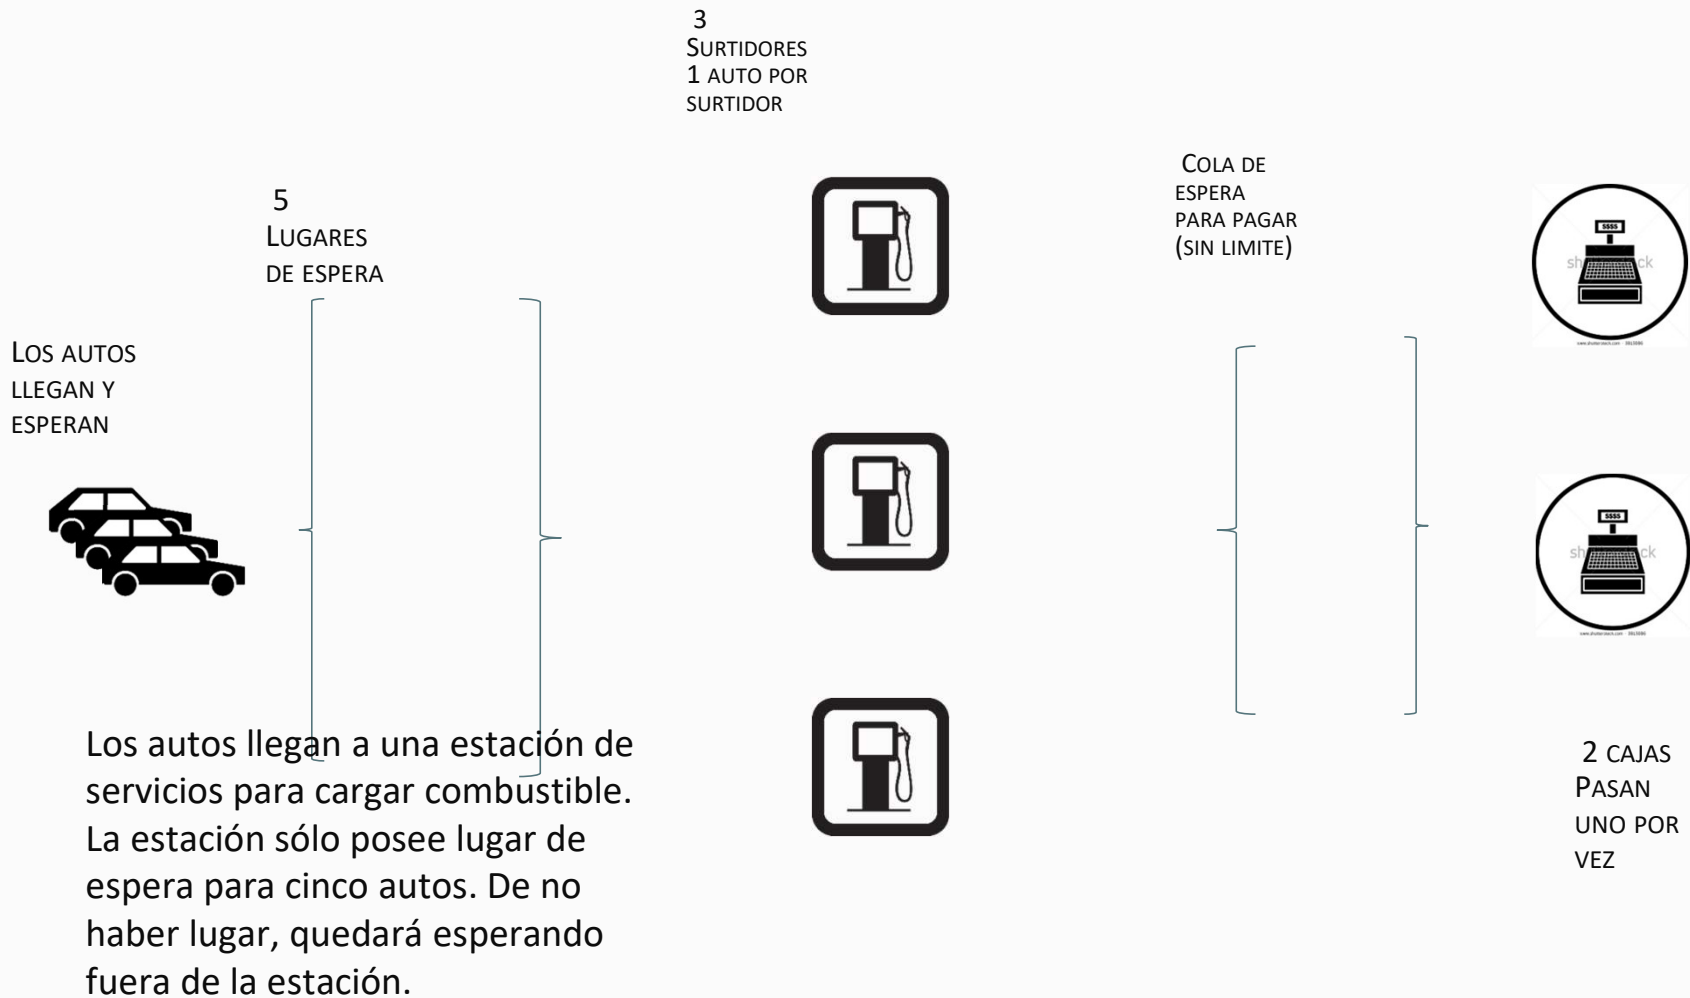 3
SURTIDORES
1 AUTO POR
SURTIDOR
5
LUGARES
DE ESPERA
COLA DE
ESPERA
PARA PAGAR
(SIN LIMITE)
LOS AUTOS
LLEGAN Y
ESPERAN
$$$$
$$$$
Los autos llegan a una estación de
servicios para cargar combustible.
La estación sólo posee lugar de
espera para cinco autos. De no
haber lugar, quedará esperando
fuera de la estación.
2 CAJAS
PASAN
UNO POR
VEZ